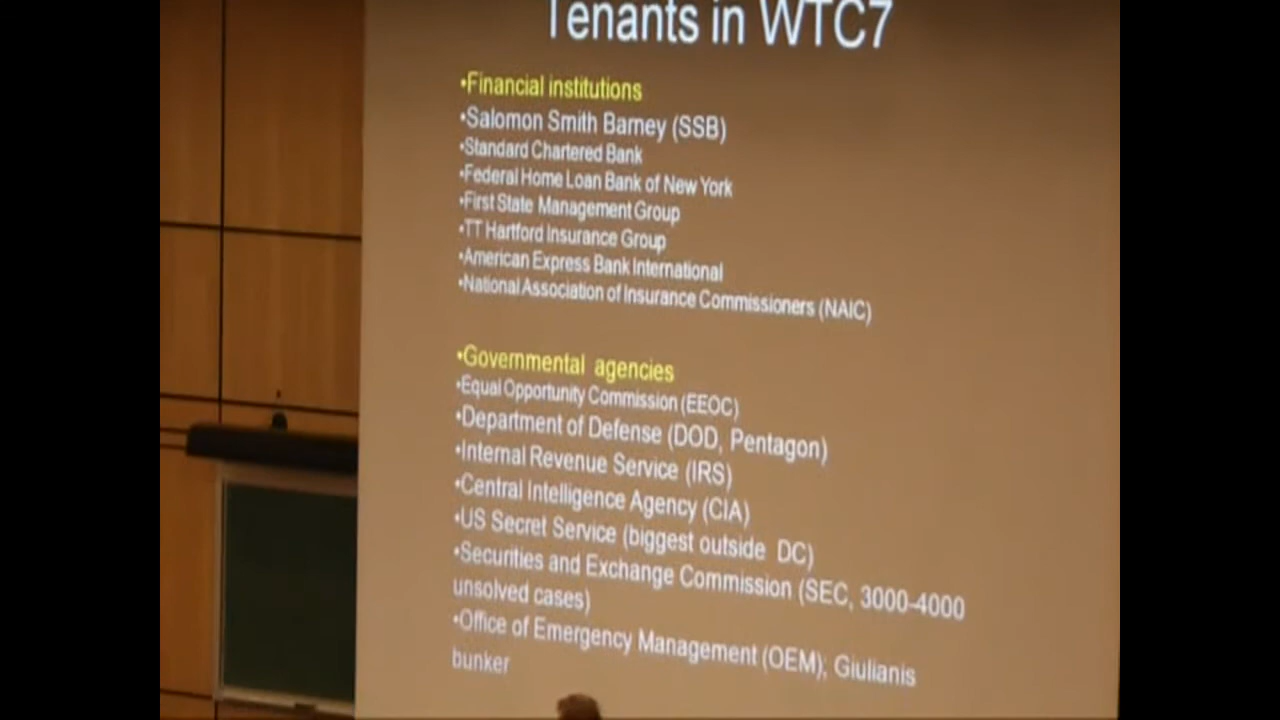 Tenants in WTC7
•Financial institutions
•Salomon Smith Barney (SSB)
•Standard Chartered Bank
•Federal Home Loan Bank of New York
•First State Management Group
•TT Hartford Insurance Group
•American Express Bank International
•National Association of Insurance Commissioners (NAIC)
•Governmental agencies
•Equal Opportunity Commission (EEOC)
•Department of Defense (DOD, Pentagon)
•Internal Revenue Service (IRS)
•Central Intelligence Agency (CIA)
•US Secret Service (biggest outside DC)
•Securities and Exchange Commission (SEC, 3000-4000
unsolved cases)
•Office of Emergency Management (OEM), Giulianis
bunker